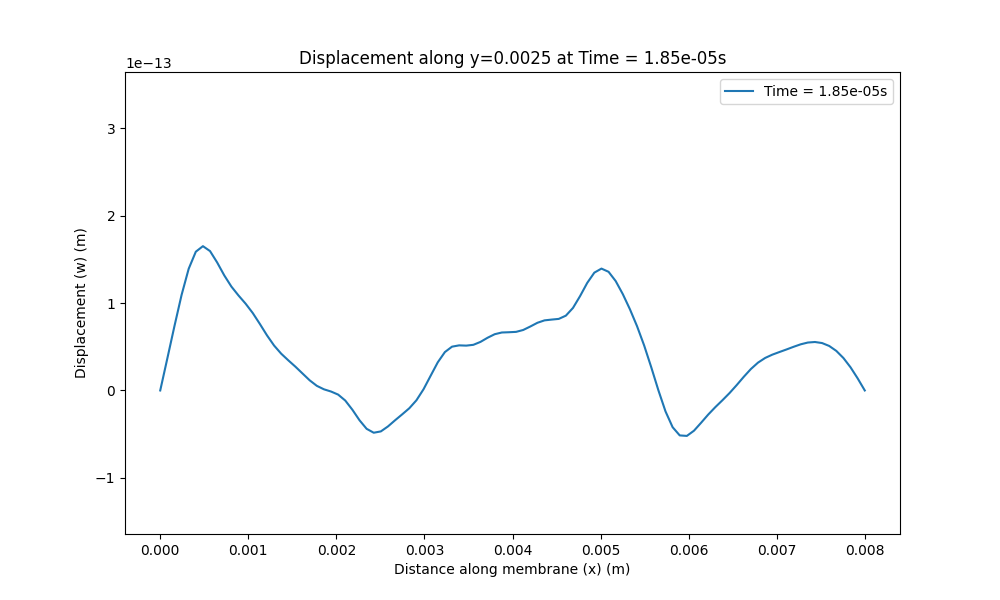 Displacement along y=0.0025 at Time = 1.85e-05s
1e−13
Time = 1.85e-05s
3
2
1
0
−1
Displacement (w) (m)
0.000 0.001 0.002 0.003 0.004 0.005 0.006 0.007 0.008
Distance along membrane (x) (m)